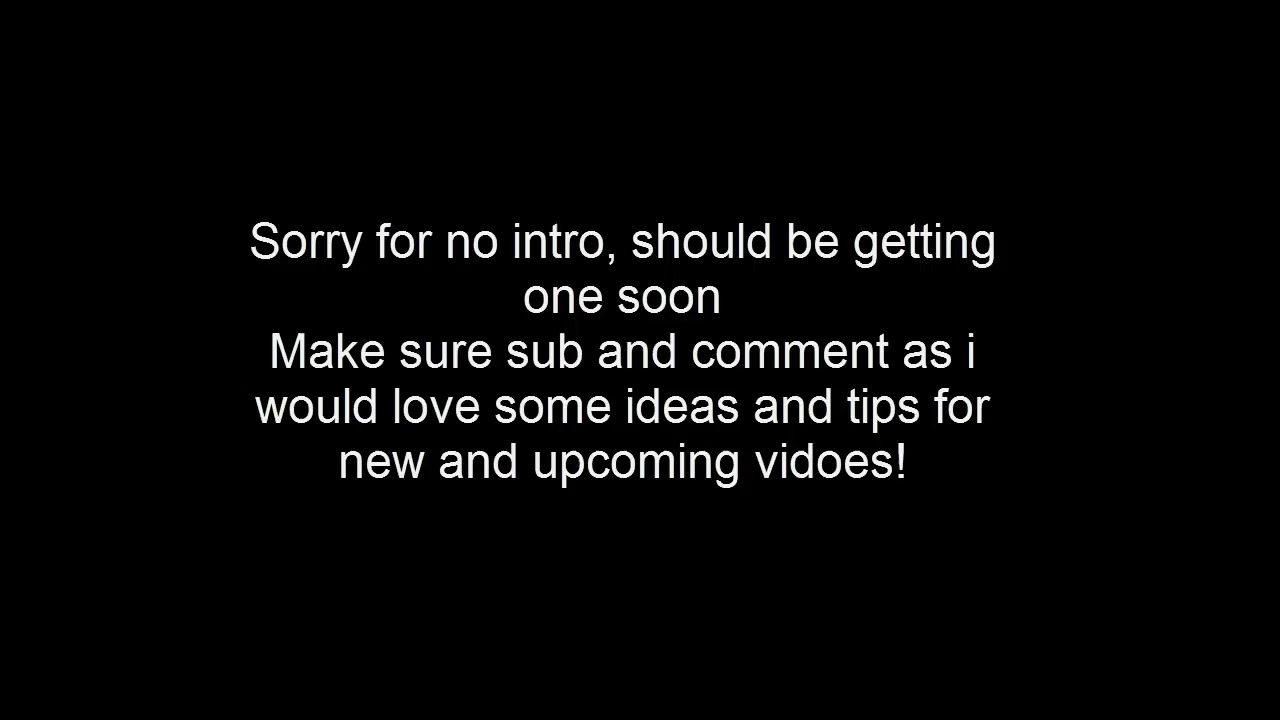 Sorry for no intro, should be getting
one soon
Make sure sub and comment as i
would love some ideas and tips for
new and upcoming vidoes!